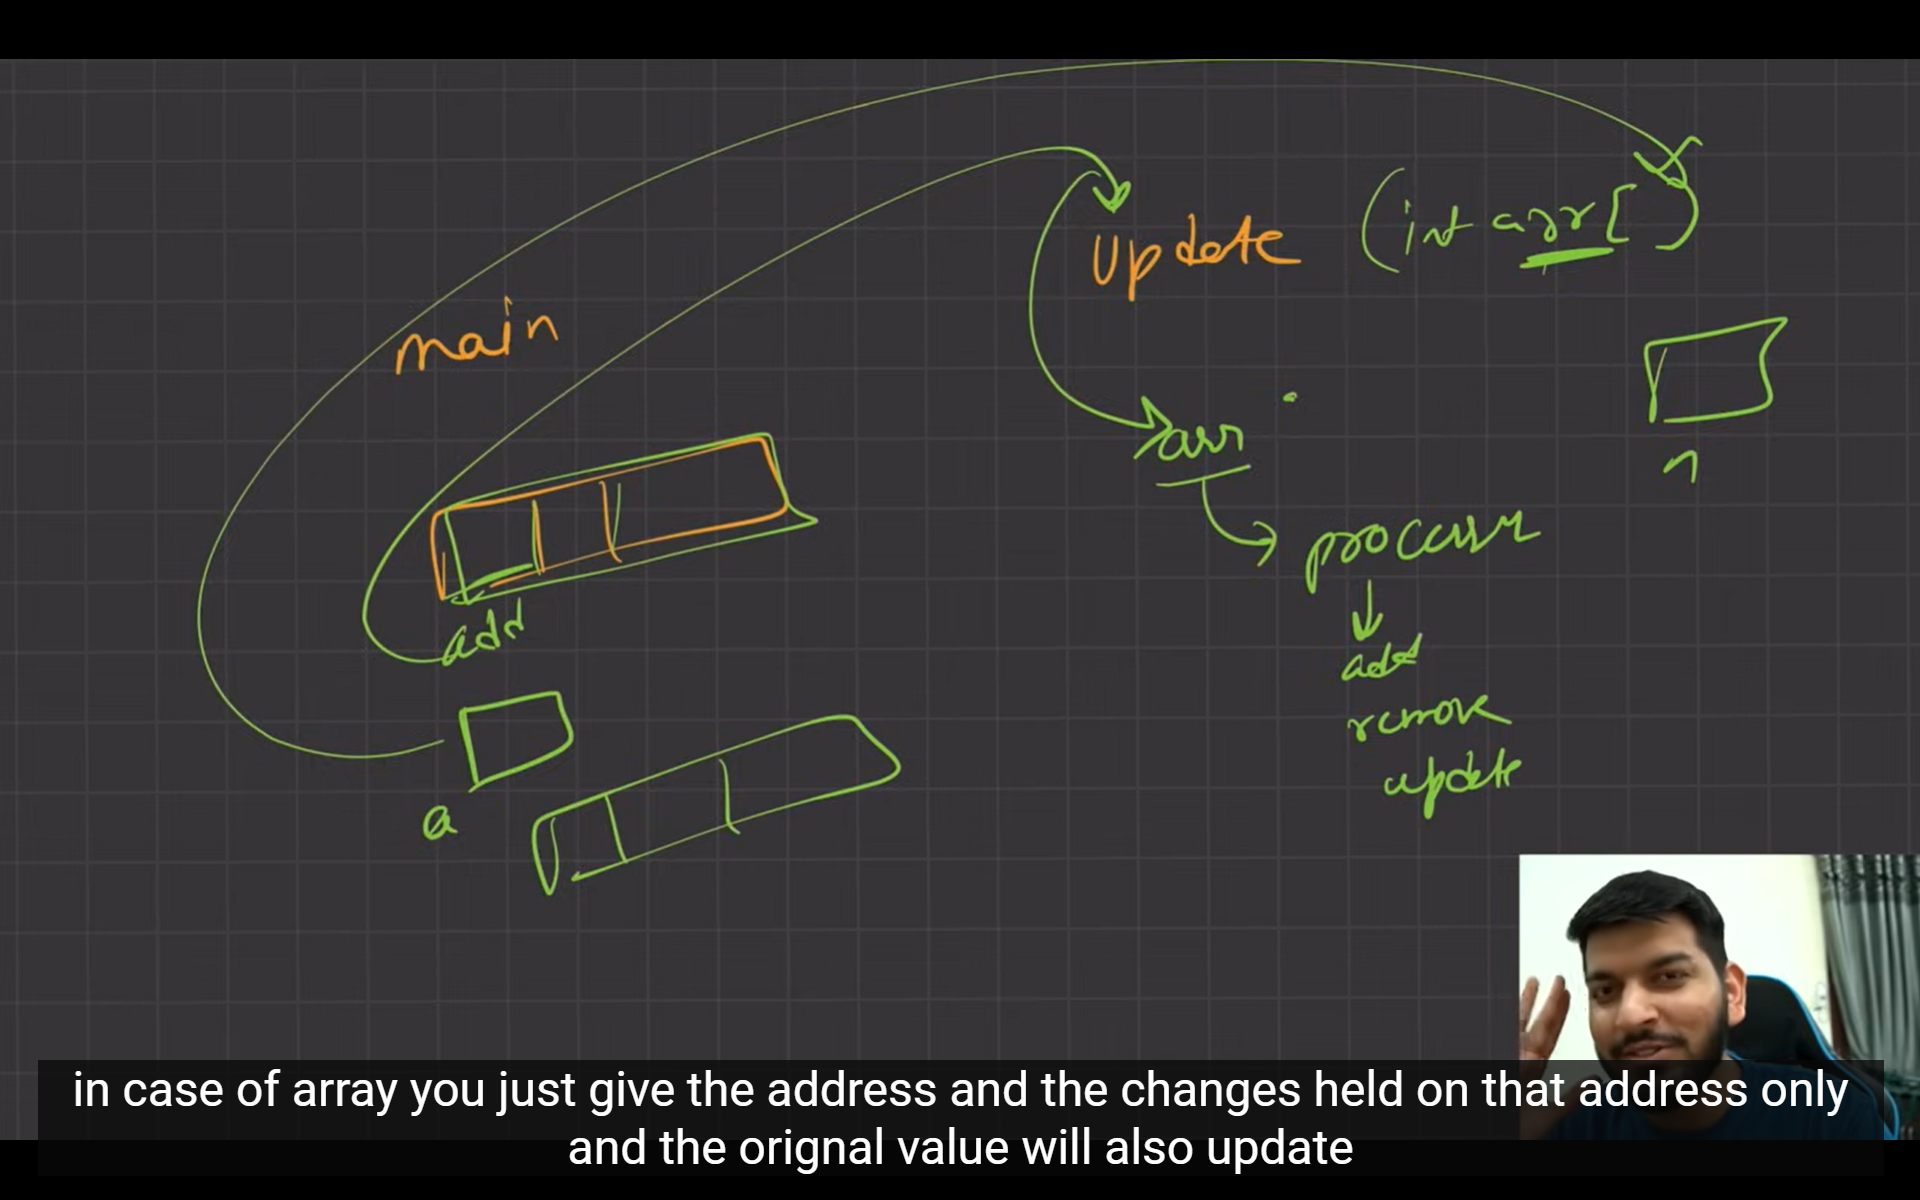 Update (int arr[ )
main
arr
n
add
add
remove
update
a
in case of array you just give the address and the changes held on that address only
and the orignal value will also update